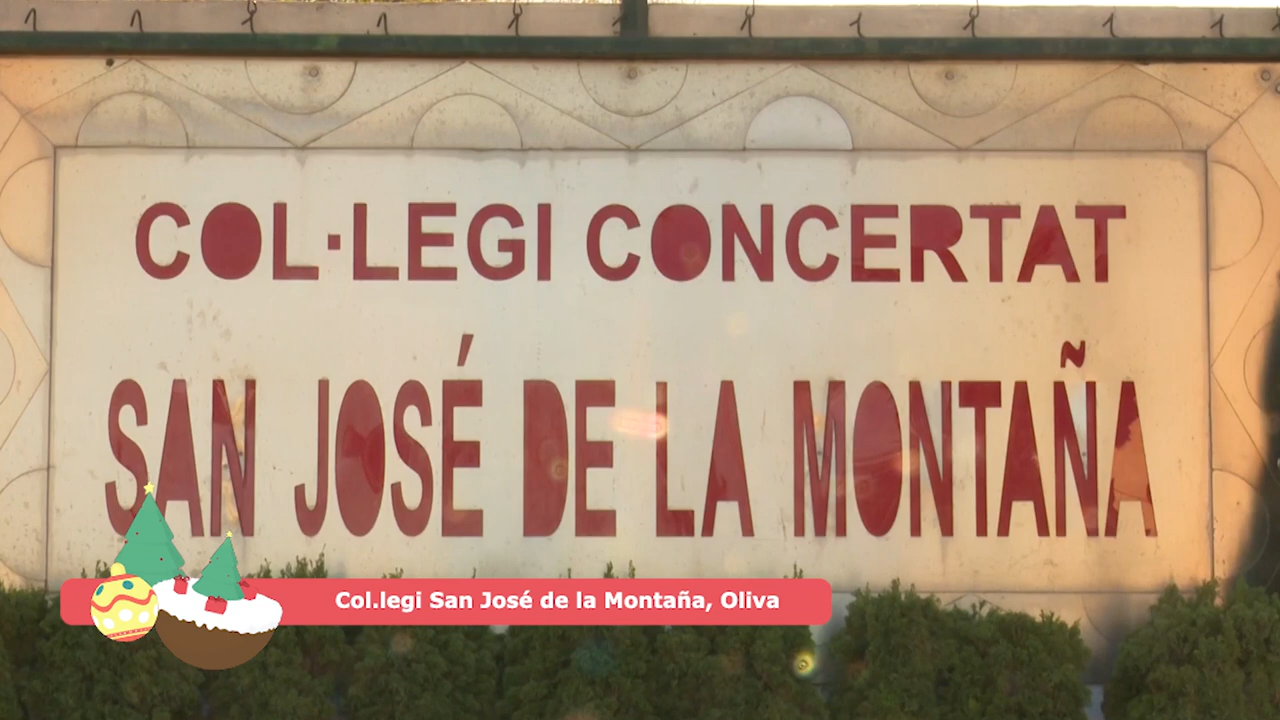 COL·LEGI CONCERTAT
SAN JOSÉ DE LA MONTAÑA
Col.legi San José de la Montaña, Oliva